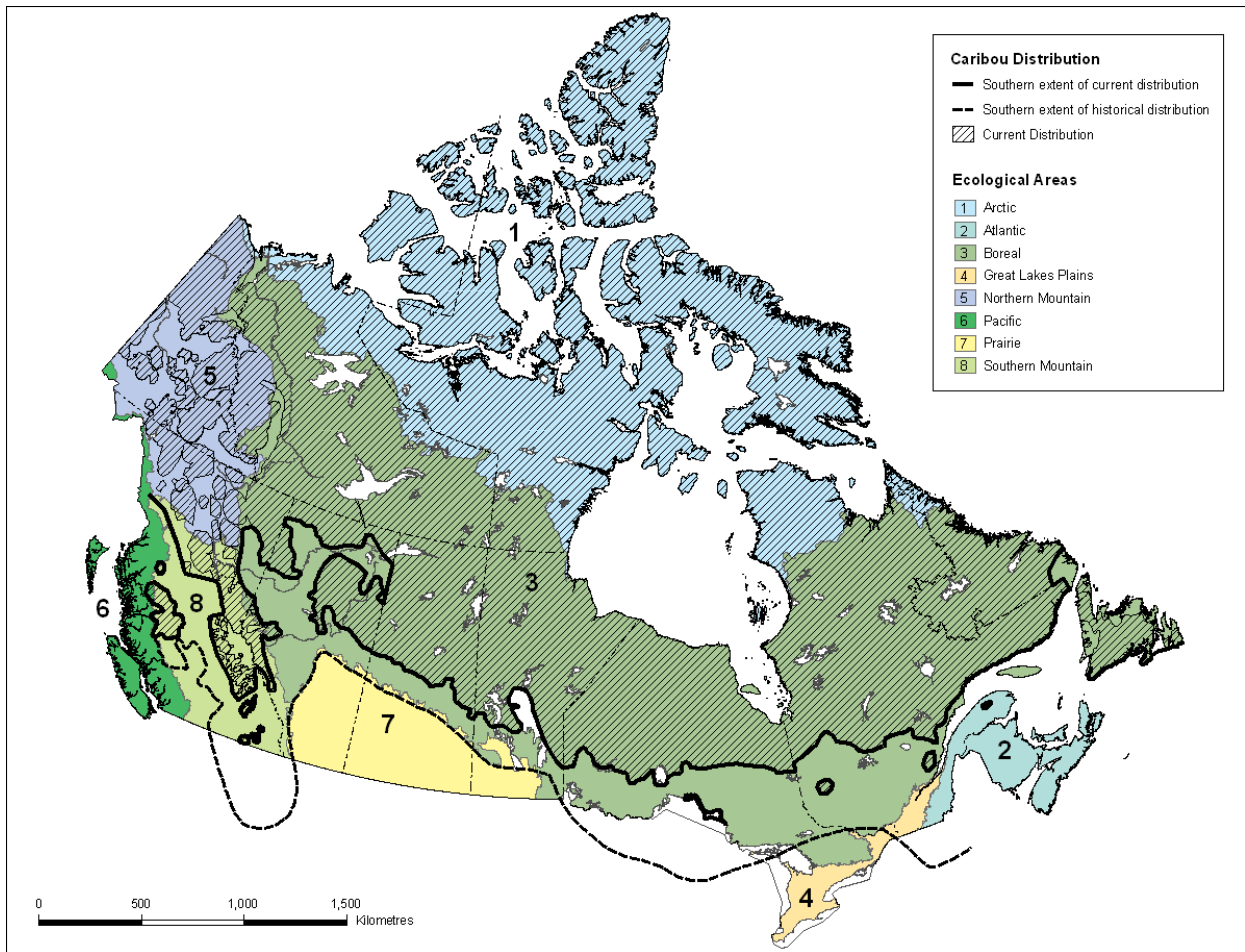 Caribou Distribution
Southern extent of current distribution
Southern extent of historical distribution
Current Distribution
Ecological Areas
1 Arctic
2 Atlantic
3 Boreal
4 Great Lakes Plains
5 Northern Mountain
6 Pacific
7 Prairie
8 Southern Mountain
1
5
3
8
6
7
2
4
0 500 1,000 1,500
Kilometres